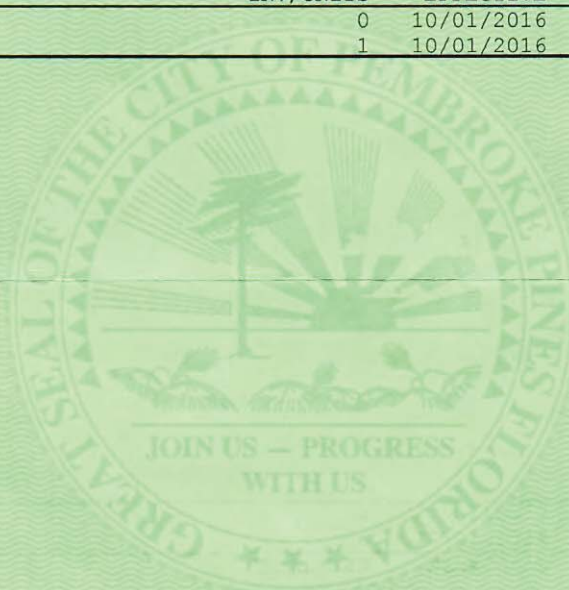 0 10/01/2016
1 10/01/2016
GREAT SEAL OF THE CITY OF PEMBROKE PINES FLORIDA
JOIN US — PROGRESS
WITH US